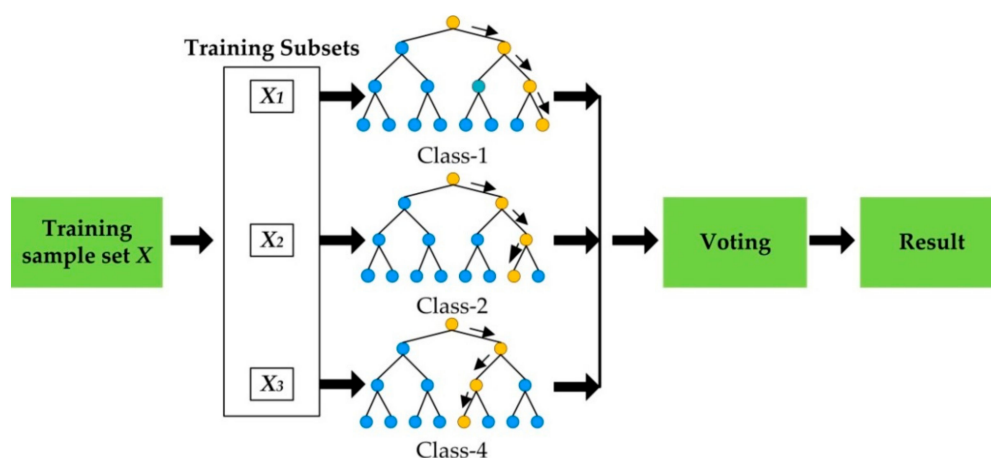 Training Subsets
X1
Class-1
Training
sample set X
X2
Class-2
Voting
Result
X3
Class-4